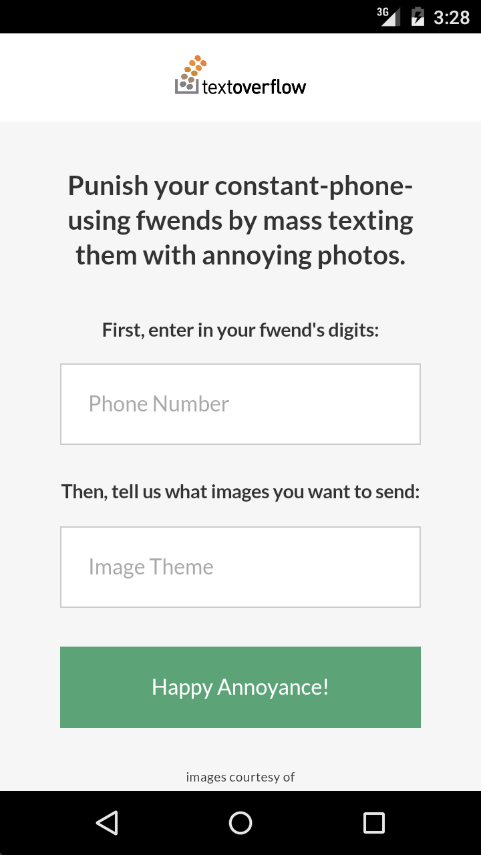 3G
3:28
textoverflow
Punish your constant-phone-
using fwends by mass texting
them with annoying photos.
First, enter in your fwend's digits:
Phone Number
Then, tell us what images you want to send:
Image Theme
Happy Annoyance!
images courtesy of